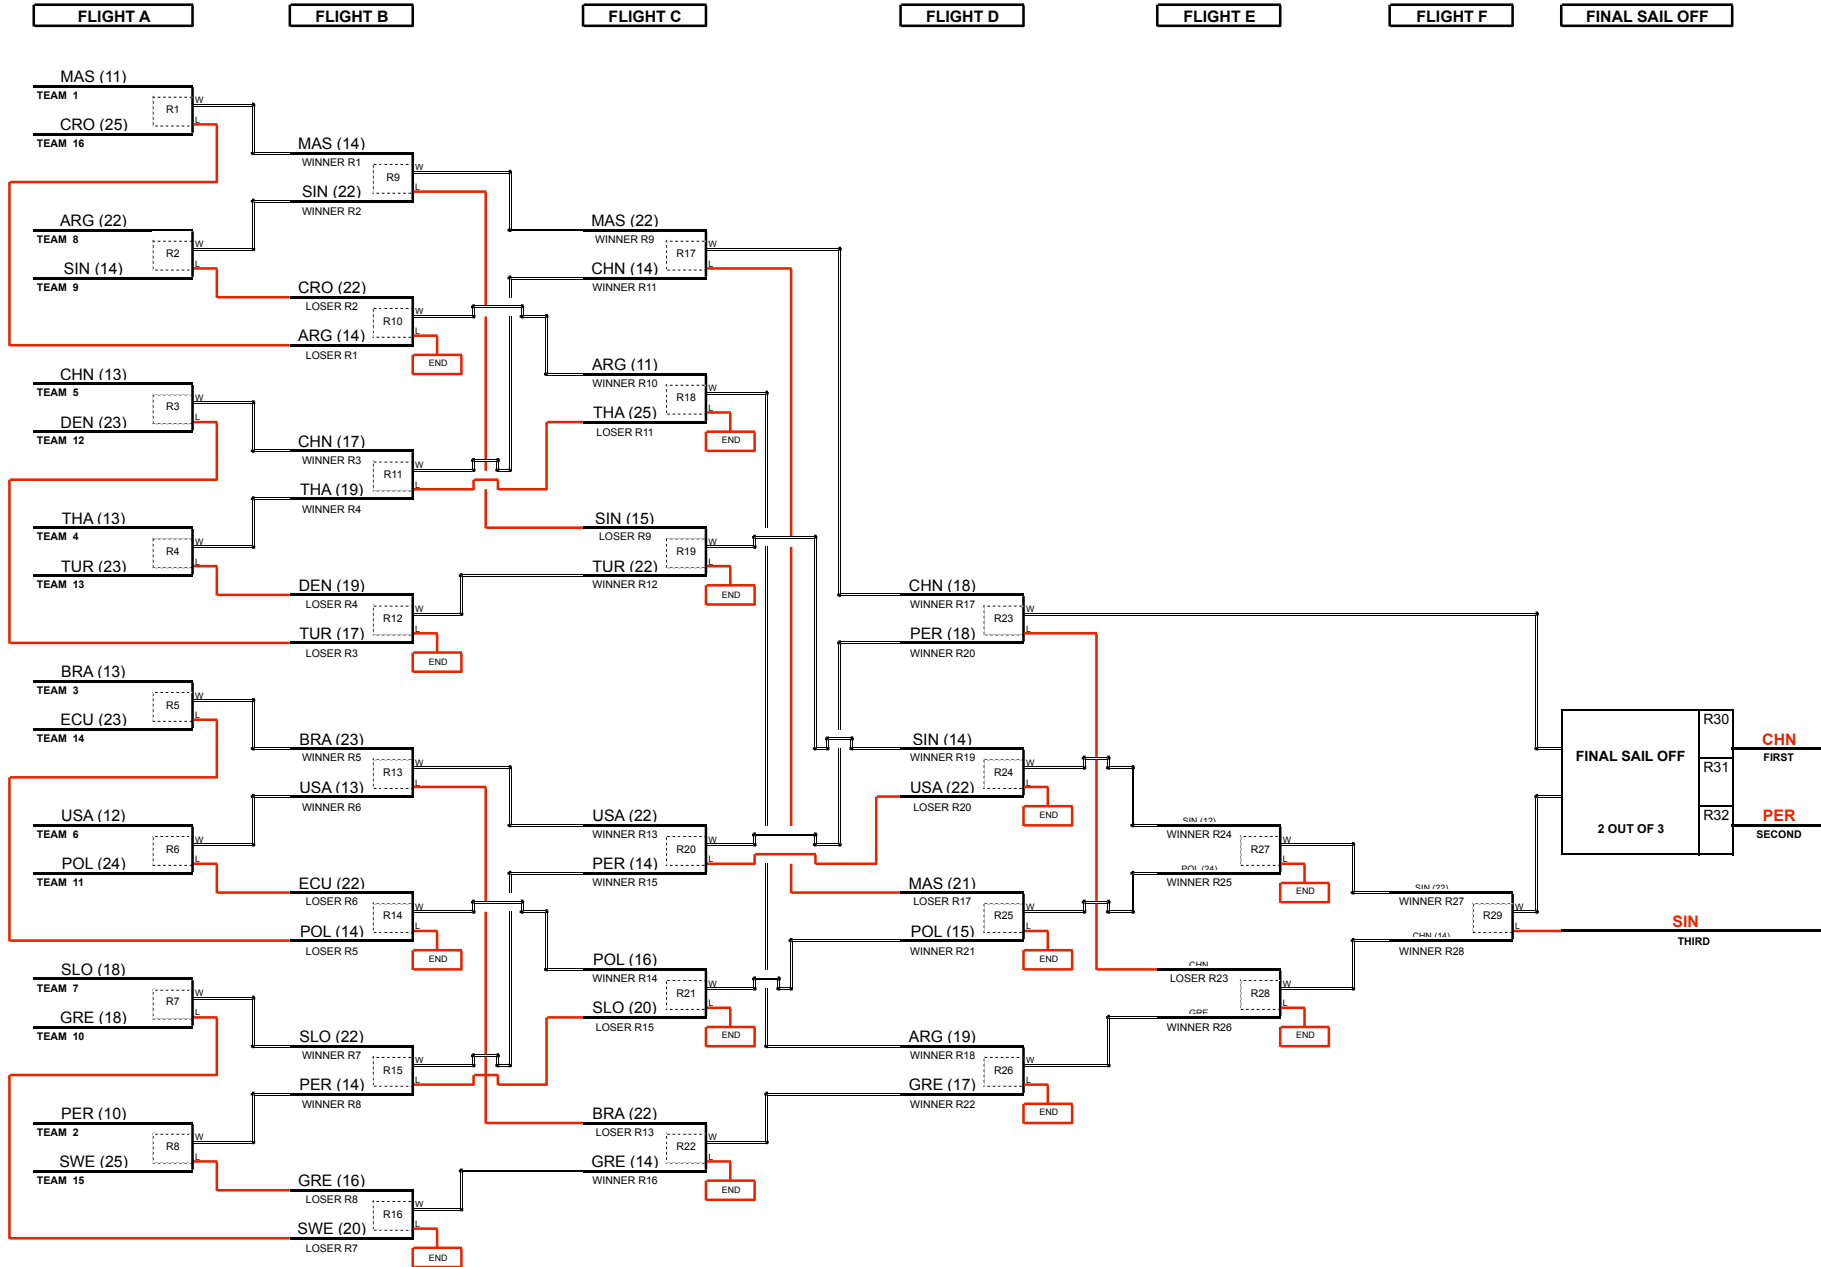 FLIGHT A
FLIGHT B
FLIGHT C
FLIGHT D
FLIGHT E
FLIGHT F
FINAL SAIL OFF
MAS (11)
TEAM 1
R1
W
L
CRO (25)
TEAM 16
ARG (22)
TEAM 8
R2
W
L
SIN (14)
TEAM 9
CHN (13)
TEAM 5
R3
W
L
DEN (23)
TEAM 12
THA (13)
TEAM 4
R4
W
L
TUR (23)
TEAM 13
BRA (13)
TEAM 3
R5
W
L
ECU (23)
TEAM 14
USA (12)
TEAM 6
R6
W
L
POL (24)
TEAM 11
SLO (18)
TEAM 7
R7
W
L
GRE (18)
TEAM 10
PER (10)
TEAM 2
R8
W
L
SWE (25)
TEAM 15
MAS (14)
WINNER R1
R9
W
L
SIN (22)
WINNER R2
CRO (22)
LOSER R2
R10
W
L
ARG (14)
LOSER R1
END
CHN (17)
WINNER R3
R11
W
L
THA (19)
WINNER R4
DEN (19)
LOSER R4
R12
W
L
TUR (17)
LOSER R3
END
BRA (23)
WINNER R5
R13
W
L
USA (13)
WINNER R6
ECU (22)
LOSER R6
R14
W
L
POL (14)
LOSER R5
END
SLO (22)
WINNER R7
R15
W
L
PER (14)
WINNER R8
GRE (16)
LOSER R8
R16
W
L
SWE (20)
LOSER R7
END
MAS (22)
WINNER R9
R17
W
L
CHN (14)
WINNER R11
ARG (11)
WINNER R10
R18
W
L
THA (25)
LOSER R11
END
SIN (15)
LOSER R9
R19
W
L
TUR (22)
WINNER R12
END
USA (22)
WINNER R13
R20
W
L
PER (14)
WINNER R15
POL (16)
WINNER R14
R21
W
L
SLO (20)
LOSER R15
END
BRA (22)
LOSER R13
R22
W
L
GRE (14)
WINNER R16
END
CHN (18)
WINNER R17
R23
W
L
PER (18)
WINNER R20
SIN (14)
WINNER R19
R24
W
L
USA (22)
LOSER R20
END
MAS (21)
LOSER R17
R25
W
L
POL (15)
WINNER R21
END
ARG (19)
WINNER R18
R26
W
L
GRE (17)
WINNER R22
END
SIN (12)
WINNER R24
R27
W
L
POL (24)
WINNER R25
END
CHN
LOSER R23
R28
W
L
GRE
WINNER R26
END
SIN (22)
WINNER R27
R29
W
L
CHN (14)
WINNER R28
FINAL SAIL OFF
2 OUT OF 3
R30
R31
R32
CHN
FIRST
PER
SECOND
SIN
THIRD